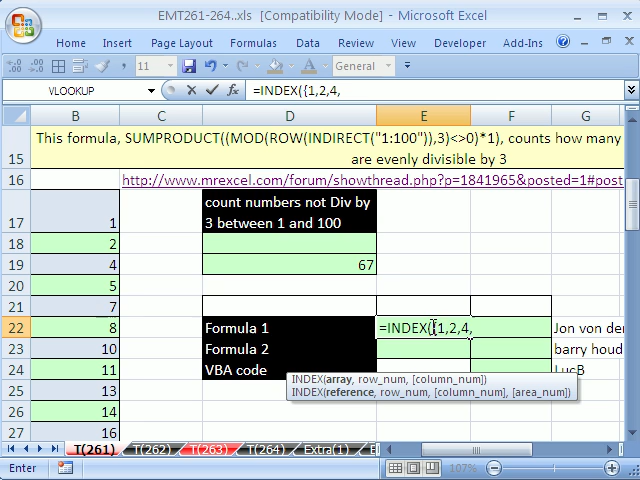 EMT261-264..xls [Compatibility Mode] - Microsoft Excel
Home Insert Page Layout Formulas Data Review View Developer Add-Ins
11 General
VLOOKUP =INDEX({1,2,4,
B C D E F G
15 This formula, SUMPRODUCT((MOD(ROW(INDIRECT("1:100")),3)<>0)*1), counts how many
are evenly divisible by 3
16 http://www.mrexcel.com/forum/showthread.php?p=1841965&posted=1#post
17 1 count numbers not Div by
3 between 1 and 100
18 2
19 4 67
20 5
21 7
22 8 Formula 1 =INDEX({1,2,4, Jon von der
23 10 Formula 2 barry houd
24 11 VBA code LucB
INDEX(array, row_num, [column_num])
INDEX(reference, row_num, [column_num], [area_num])
25 13
26 14
27 16
T(261) T(262) T(263) T(264) Extra(1)
Enter 107%